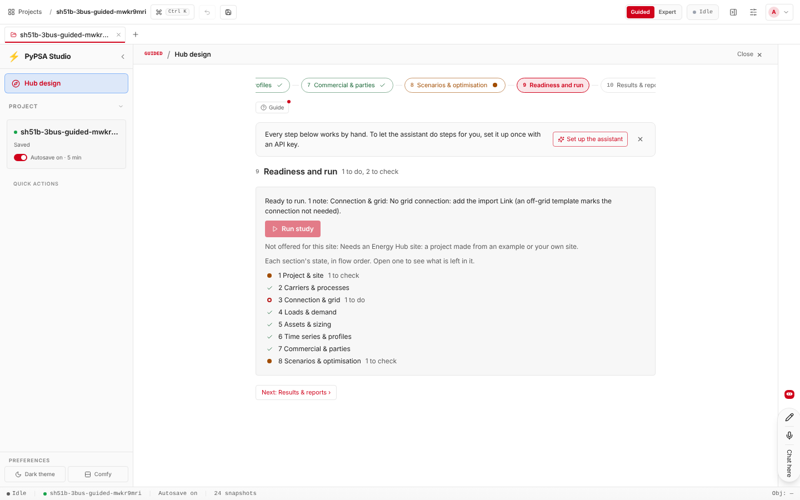 Projects / sh51b-3bus-guided-mwkr9mri Ctrl K Guided Expert Idle A
sh51b-3bus-guided-mwkr... × +
PyPSA Studio
GUIDED / Hub design Close ×
Hub design
PROJECT
sh51b-3bus-guided-mwkr...
Saved
Autosave on · 5 min
QUICK ACTIONS
ofiles 7 Commercial & parties 8 Scenarios & optimisation 9 Readiness and run 10 Results & repo
Guide
Every step below works by hand. To let the assistant do steps for you, set it up once with
an API key.
Set up the assistant
9 Readiness and run 1 to do, 2 to check
Ready to run. 1 note: Connection & grid: No grid connection: add the import Link (an off-grid template marks the
connection not needed).
Run study
Not offered for this site: Needs an Energy Hub site: a project made from an example or your own site.
Each section's state, in flow order. Open one to see what is left in it.
1 Project & site 1 to check
2 Carriers & processes
3 Connection & grid 1 to do
4 Loads & demand
5 Assets & sizing
6 Time series & profiles
7 Commercial & parties
8 Scenarios & optimisation 1 to check
Next: Results & reports ›
Chat here
PREFERENCES
Dark theme Comfy
Idle sh51b-3bus-guided-mwkr9mri Autosave on 24 snapshots Obj: —